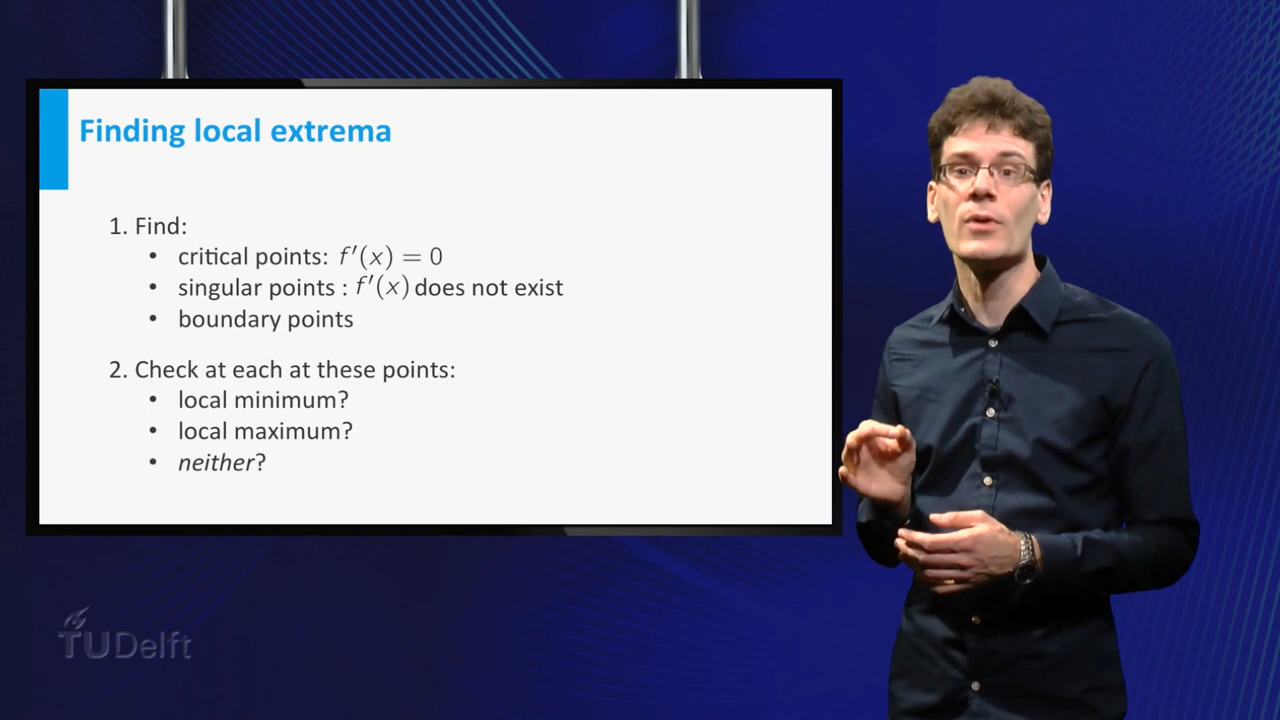 Finding local extrema
1. Find:
• critical points: f′(x) = 0
• singular points : f′(x) does not exist
• boundary points
2. Check at each at these points:
• local minimum?
• local maximum?
• neither?
TUDelft